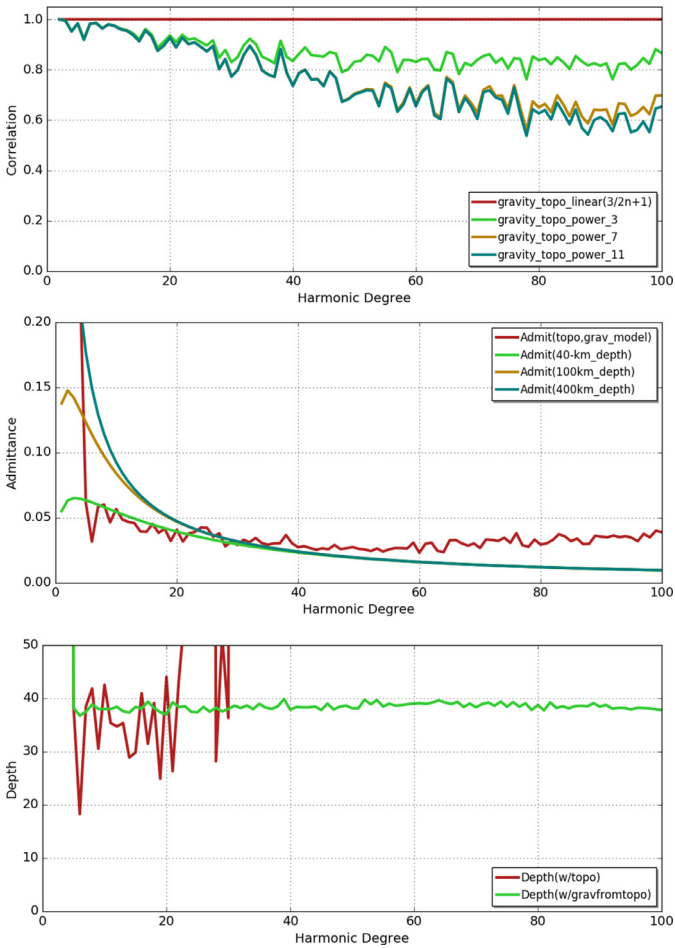 1.0
0.8
0.6
0.4
0.2
0.0
Correlation
gravity_topo_linear(3/2n+1)
gravity_topo_power_3
gravity_topo_power_7
gravity_topo_power_11
0 20 40 60 80 100
Harmonic Degree
0.20
0.15
0.10
0.05
0.00
Admittance
Admit(topo,grav_model)
Admit(40-km_depth)
Admit(100km_depth)
Admit(400km_depth)
0 20 40 60 80 100
Harmonic Degree
50
40
30
20
10
0
Depth
Depth(w/topo)
Depth(w/gravfromtopo)
0 20 40 60 80 100
Harmonic Degree